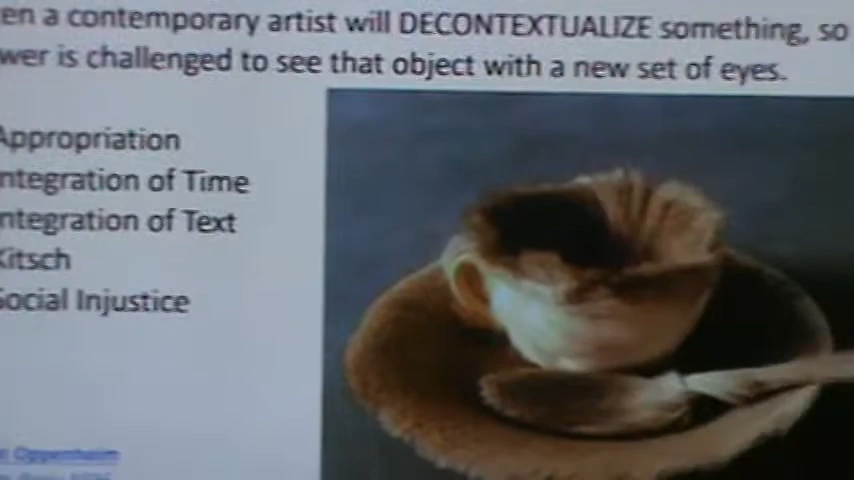 en a contemporary artist will DECONTEXTUALIZE something, so
wer is challenged to see that object with a new set of eyes.
Appropriation
ntegration of Time
ntegration of Text
Kitsch
Social Injustice
Oppenheim